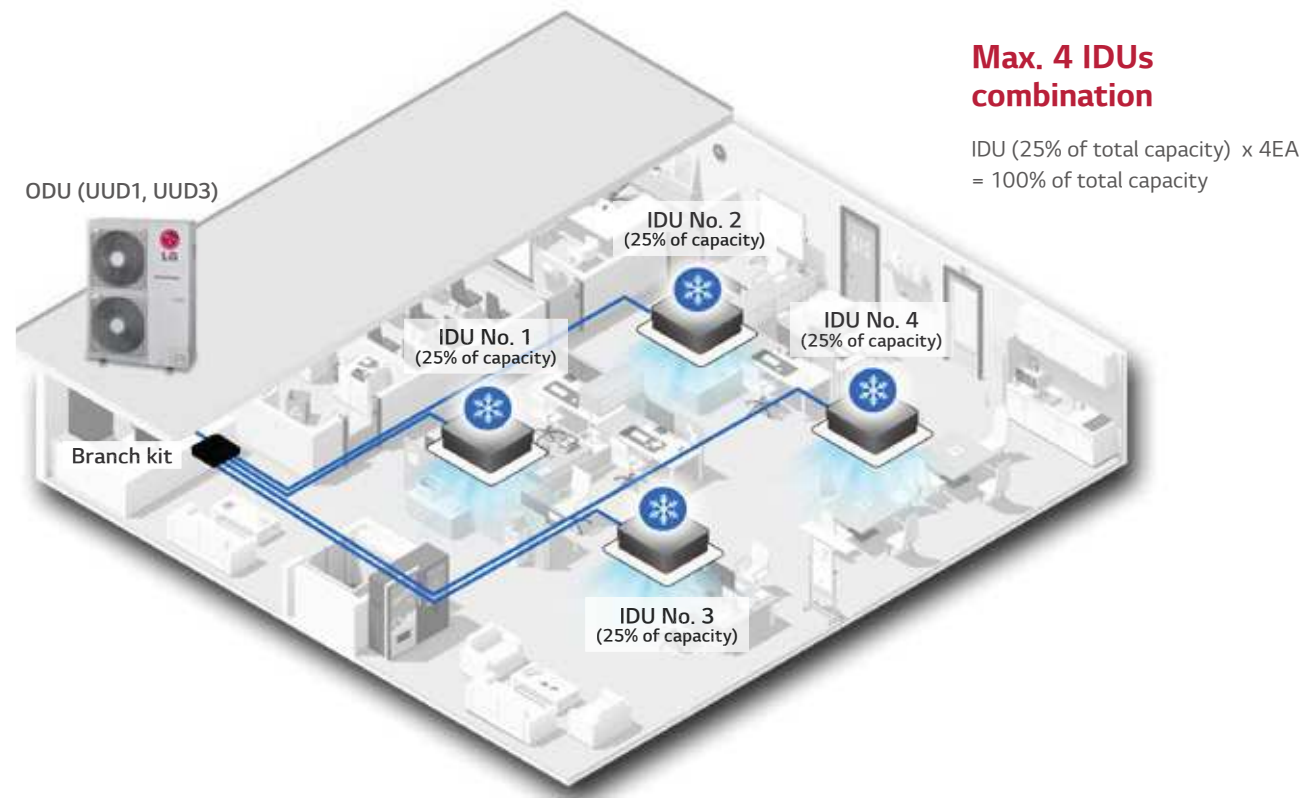 Max. 4 IDUs
combination
IDU (25% of total capacity) x 4EA
= 100% of total capacity
ODU (UUD1, UUD3)
LG
IDU No. 2
(25% of capacity)
IDU No. 4
(25% of capacity)
IDU No. 1
(25% of capacity)
Branch kit
IDU No. 3
(25% of capacity)